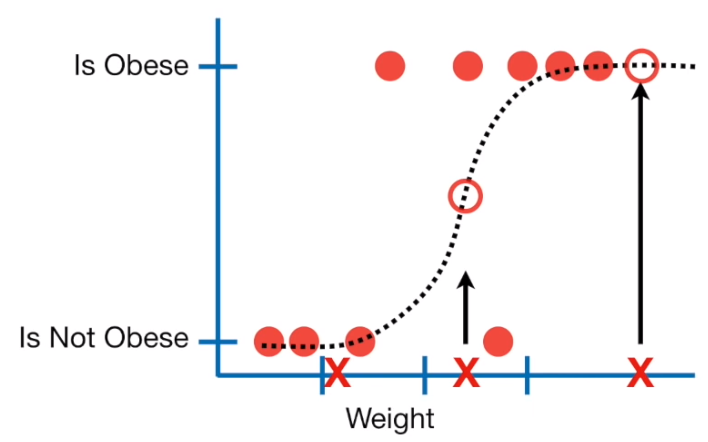 Is Obese
Is Not Obese
X X X
Weight